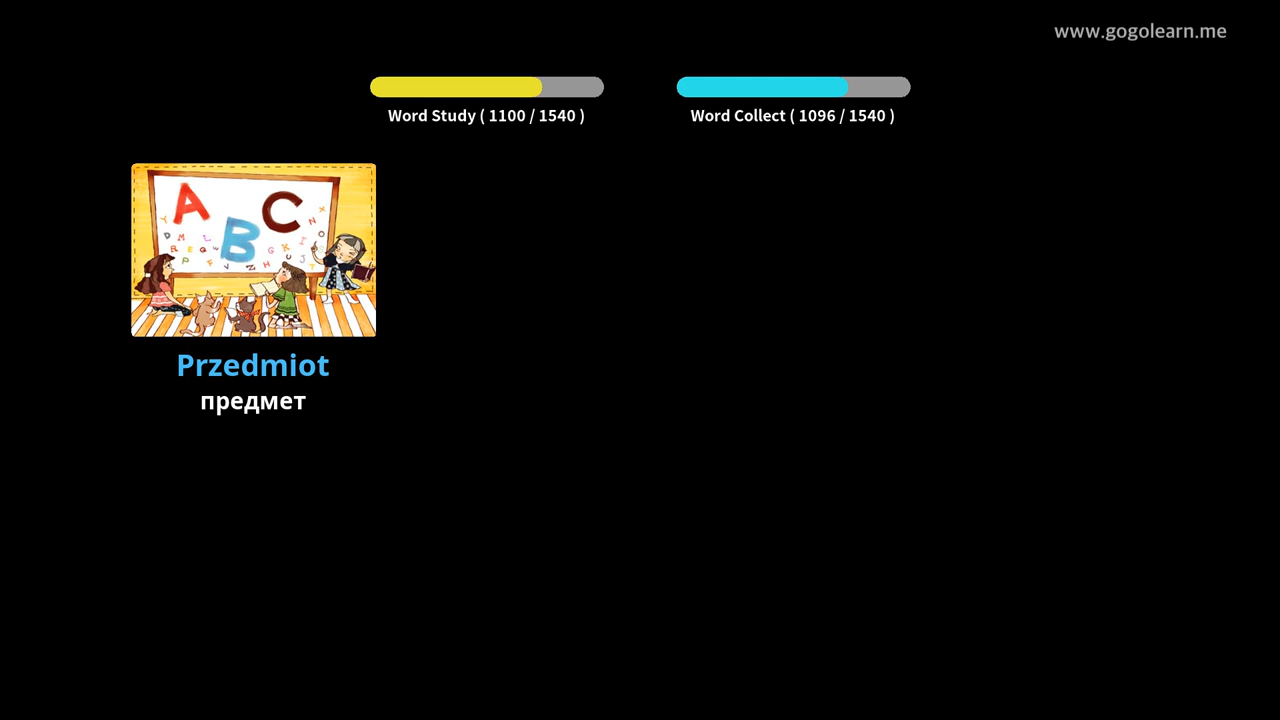 www.gogolearn.me
Word Study ( 1100 / 1540 )
Word Collect ( 1096 / 1540 )
A
B
C
Przedmiot
предмет